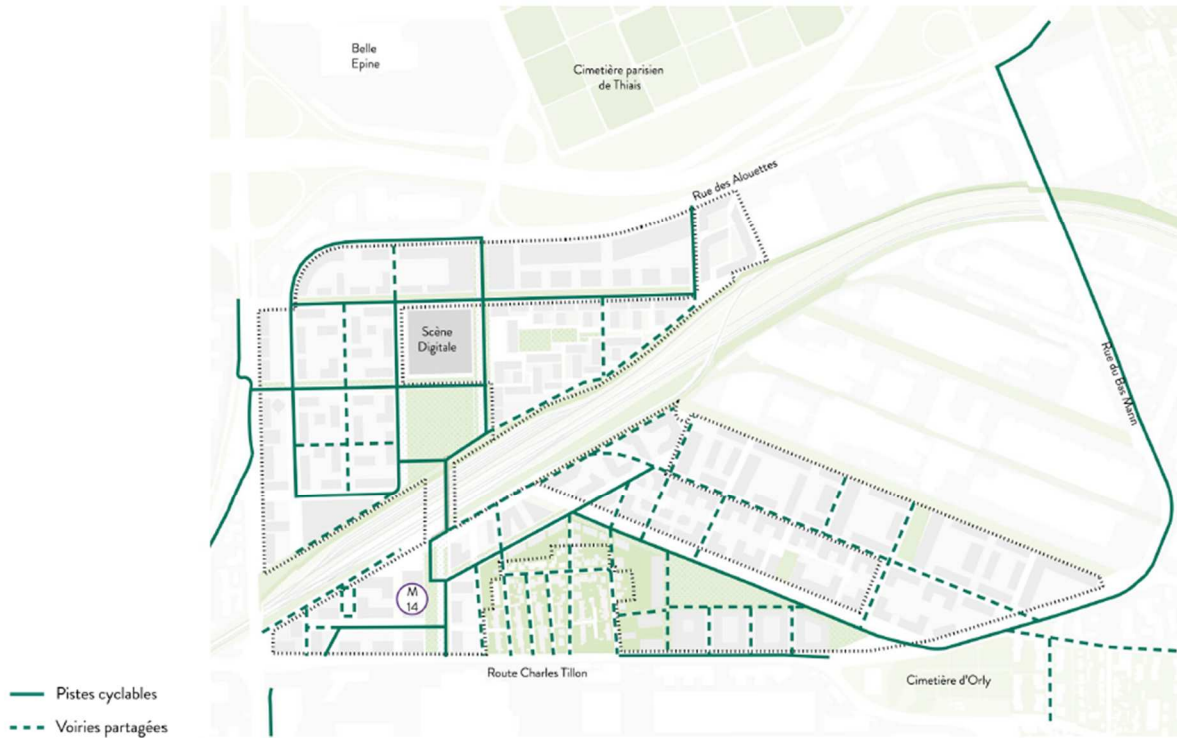 Belle
Epine
Cimetière parisien
de Thiais
Rue des Alouettes
Scène
Digitale
Rue du Bas Marin
M
14
Route Charles Tillon
Cimetière d'Orly
Pistes cyclables
Voiries partagées